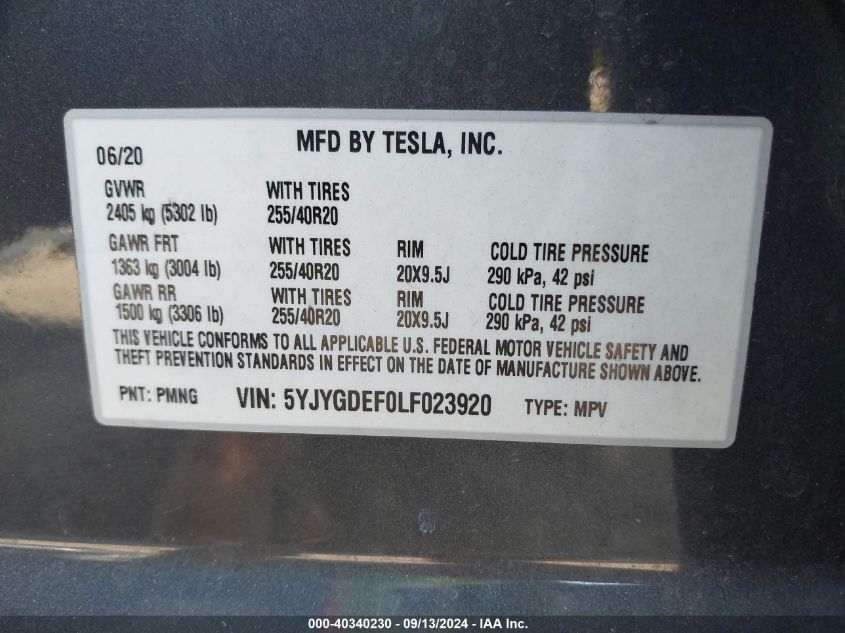 MFD BY TESLA, INC.
06/20
GVWR WITH TIRES
2405 kg (5302 lb) 255/40R20
GAWR FRT WITH TIRES RIM COLD TIRE PRESSURE
1363 kg (3004 lb) 255/40R20 20X9.5J 290 kPa, 42 psi
GAWR RR WITH TIRES RIM COLD TIRE PRESSURE
1500 kg (3306 lb) 255/40R20 20X9.5J 290 kPa, 42 psi
THIS VEHICLE CONFORMS TO ALL APPLICABLE U.S. FEDERAL MOTOR VEHICLE SAFETY AND
THEFT PREVENTION STANDARDS IN EFFECT ON THE DATE OF MANUFACTURE SHOWN ABOVE.
PNT: PMNG VIN: 5YJYGDEF0LF023920 TYPE: MPV
000-40340230 - 09/13/2024 - IAA Inc.